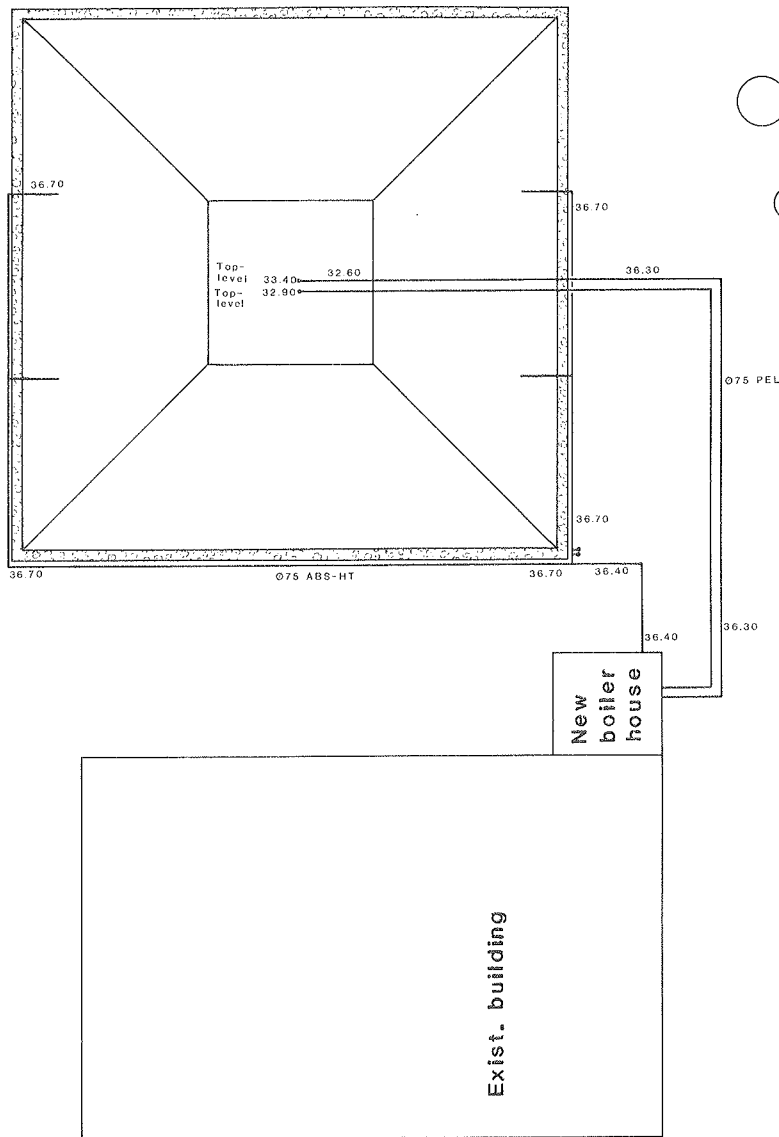 36.70
36.70
Top-
level 33.40 32.60
36.30
Top-
level 32.90
Ø75 PEL
36.70
36.70
Ø75 ABS-HT
36.70
36.40
36.40
36.30
New
boiler
house
Exist. building